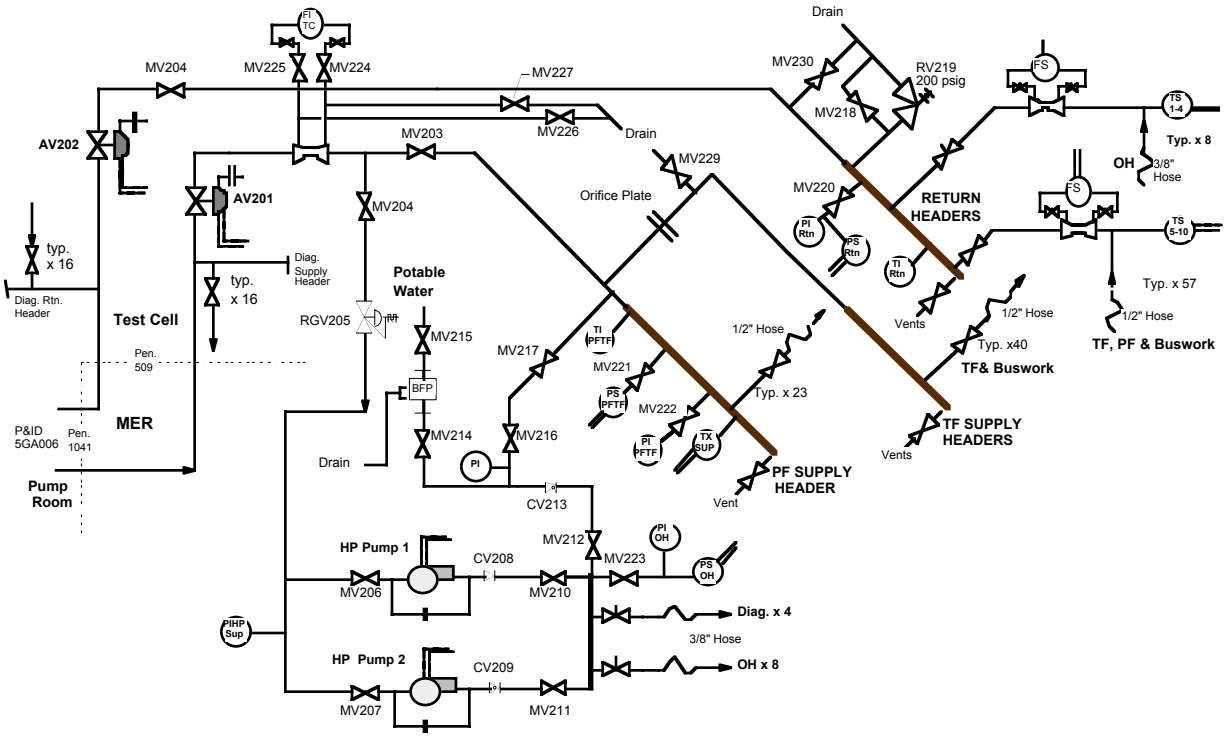 FI
TC
Drain
MV204
MV225
MV224
MV227
MV226
Drain
MV230
RV219
200 psig
MV218
FS
TS
1-4
Typ. x 8
OH
3/8"
Hose
AV202
MV203
MV229
MV220
RETURN
HEADERS
FS
TS
5-10
AV201
MV204
Orifice Plate
PI
Rtn
PS
Rtn
TI
Rtn
typ.
x 16
Diag. Rtn.
Header
typ.
x 16
Diag.
Supply
Header
Potable
Water
Typ. x 57
1/2" Hose
1/2" Hose
Vents
TF, PF & Buswork
Test Cell
RGV205
MV215
MV217
TI
PFTF
1/2" Hose
Typ. x40
TF& Buswork
Pen.
509
MV221
BFP
PS
PFTF
MV222
Typ. x 23
MER
P&ID
5GA006
Pen.
1041
MV214
MV216
PI
PFTF
TX
SUP
TF SUPPLY
HEADERS
Vents
Drain
PI
PF SUPPLY
HEADER
Pump
Room
CV213
Vent
HP Pump 1
CV208
MV212
MV223
PI
OH
PS
OH
MV206
MV210
Diag. x 4
PIHP
Sup
3/8" Hose
HP Pump 2
CV209
OH x 8
MV207
MV211